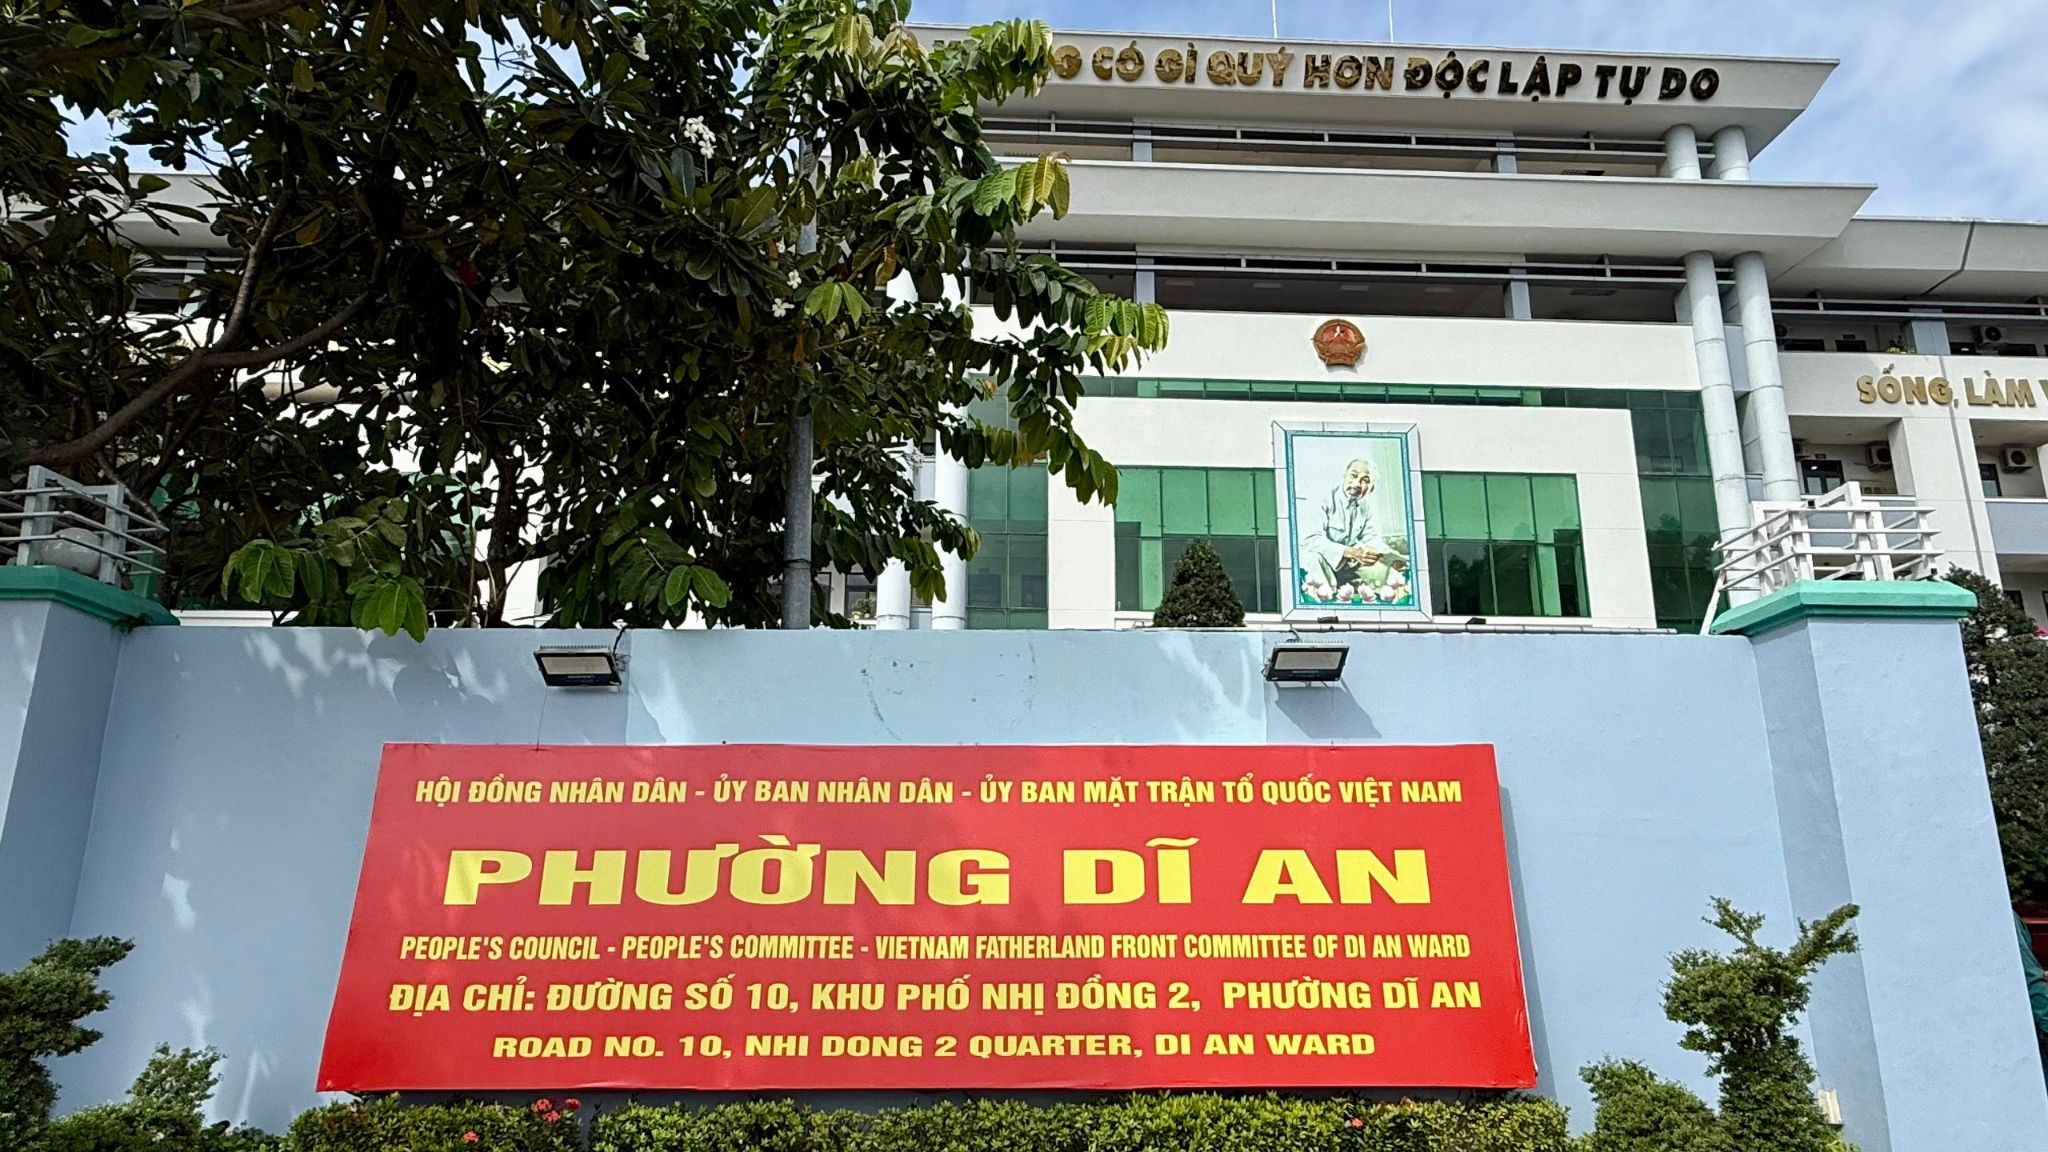 CÓ GÌ QUÝ HƠN ĐỘC LẬP TỰ DO
SỐNG, LÀM
HỘI ĐỒNG NHÂN DÂN - ỦY BAN NHÂN DÂN - ỦY BAN MẶT TRẬN TỔ QUỐC VIỆT NAM
PHƯỜNG DĨ AN
PEOPLE'S COUNCIL - PEOPLE'S COMMITTEE - VIETNAM FATHERLAND FRONT COMMITTEE OF DI AN WARD
ĐỊA CHỈ: ĐƯỜNG SỐ 10, KHU PHỐ NHỊ ĐỒNG 2, PHƯỜNG DĨ AN
ROAD NO. 10, NHI DONG 2 QUARTER, DI AN WARD